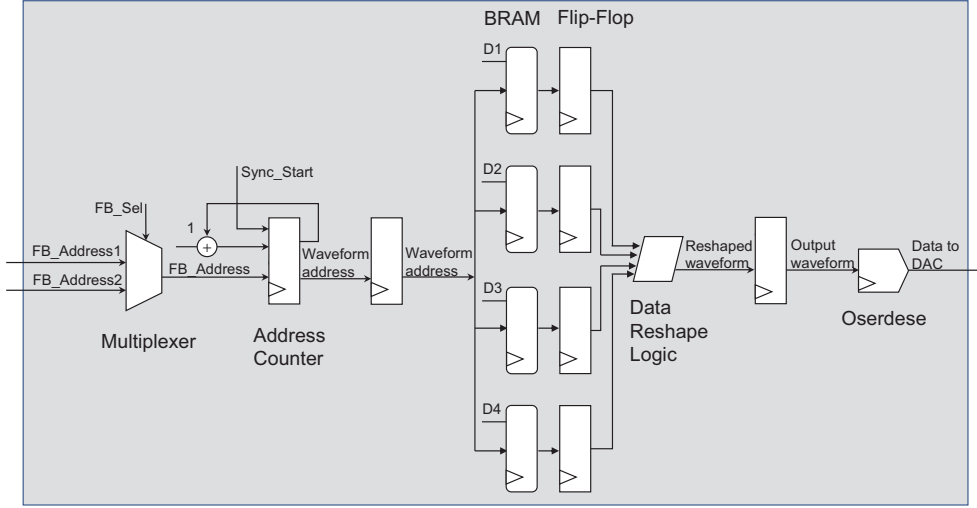 BRAM Flip-Flop
D1
D2
Sync_Start
FB_Sel
1
+
FB_Address1
FB_Address2
FB_Address
Waveform
address
Waveform
address
D3
D4
Reshaped
waveform
Output
waveform
Data to
DAC
Multiplexer
Address
Counter
Data
Reshape
Logic
Oserdese